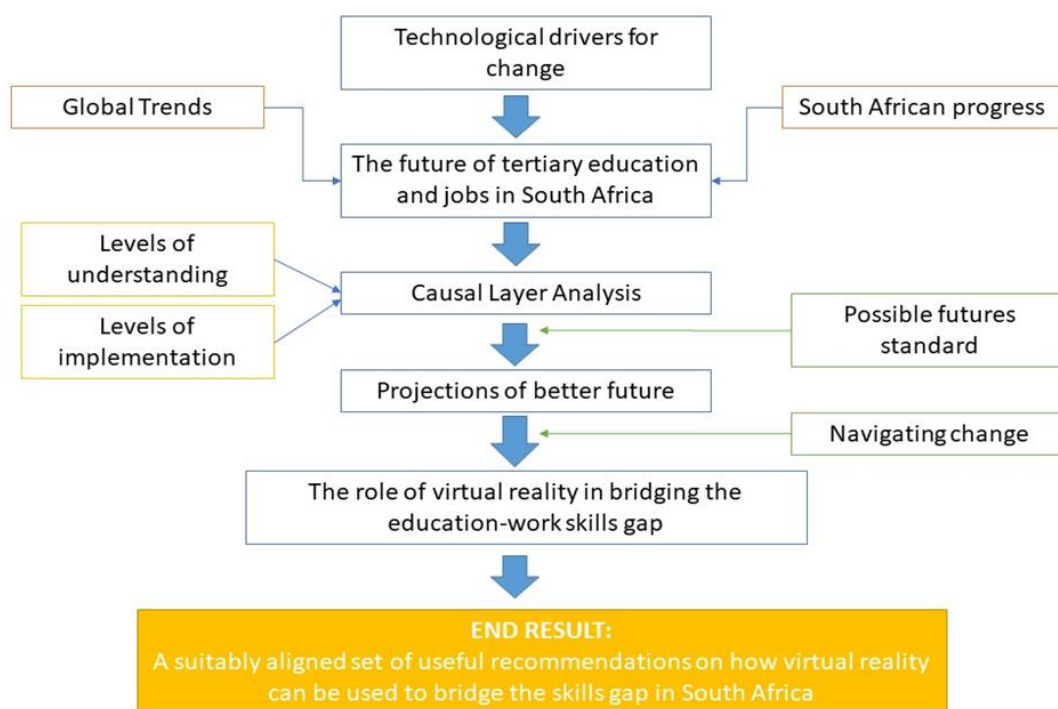 Technological drivers for
change
Global Trends
South African progress
The future of tertiary education
and jobs in South Africa
Levels of
understanding
Causal Layer Analysis
Levels of
implementation
Possible futures
standard
Projections of better future
Navigating change
The role of virtual reality in bridging the
education-work skills gap
END RESULT:
A suitably aligned set of useful recommendations on how virtual reality
can be used to bridge the skills gap in South Africa